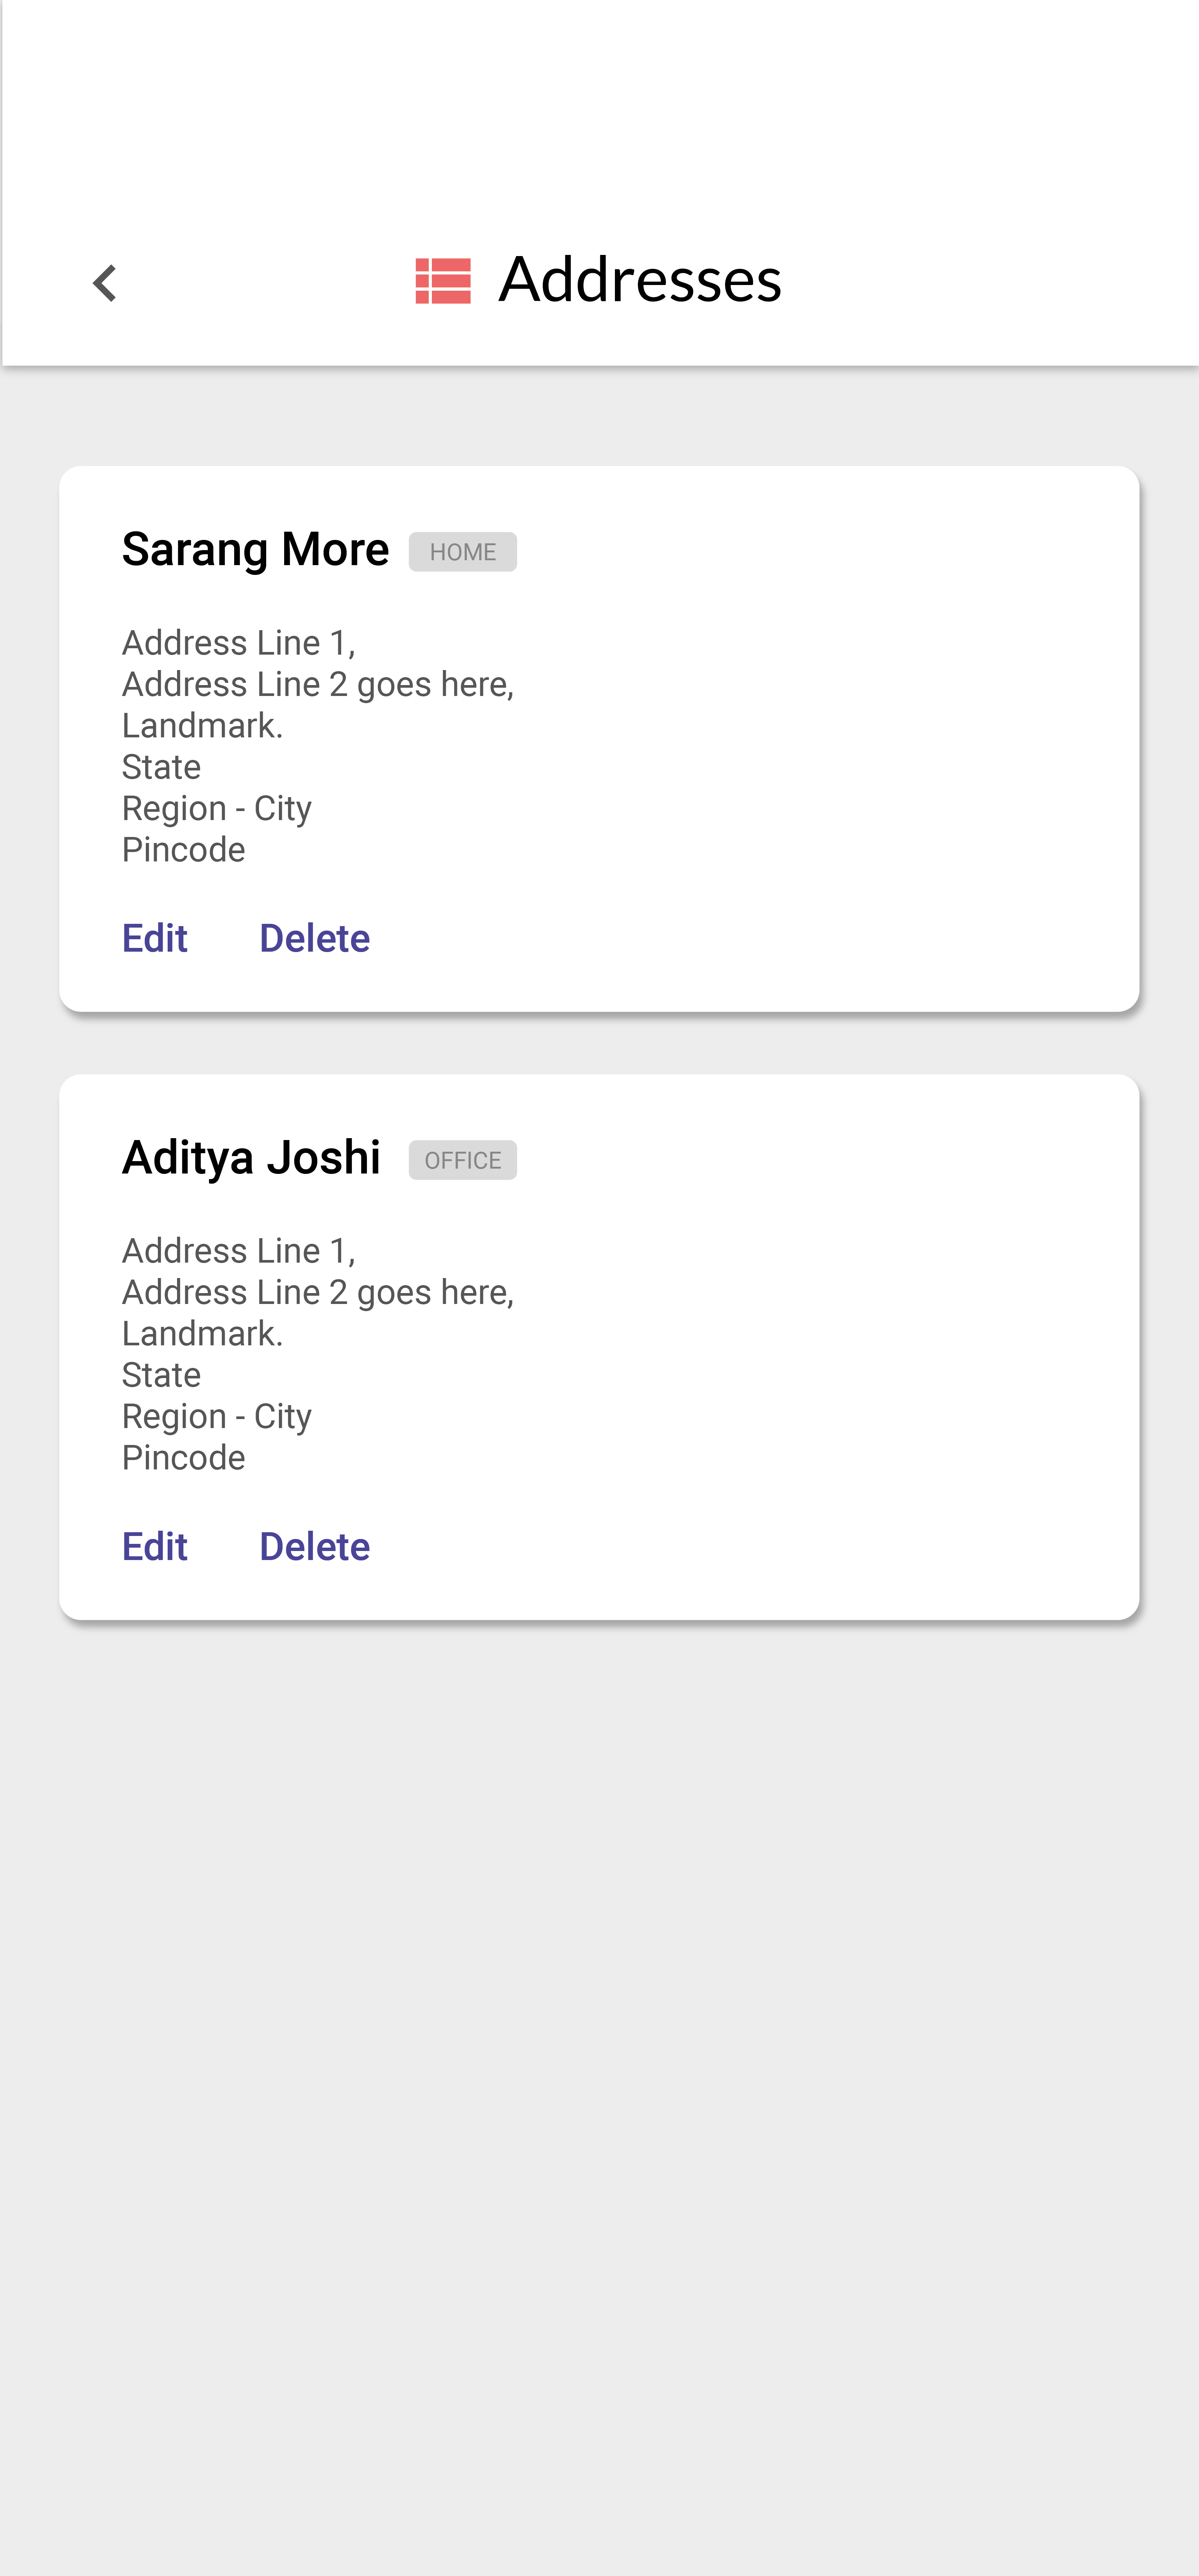 Addresses
Sarang More HOME
Address Line 1,
Address Line 2 goes here,
Landmark.
State
Region - City
Pincode
Edit Delete
Aditya Joshi OFFICE
Address Line 1,
Address Line 2 goes here,
Landmark.
State
Region - City
Pincode
Edit Delete